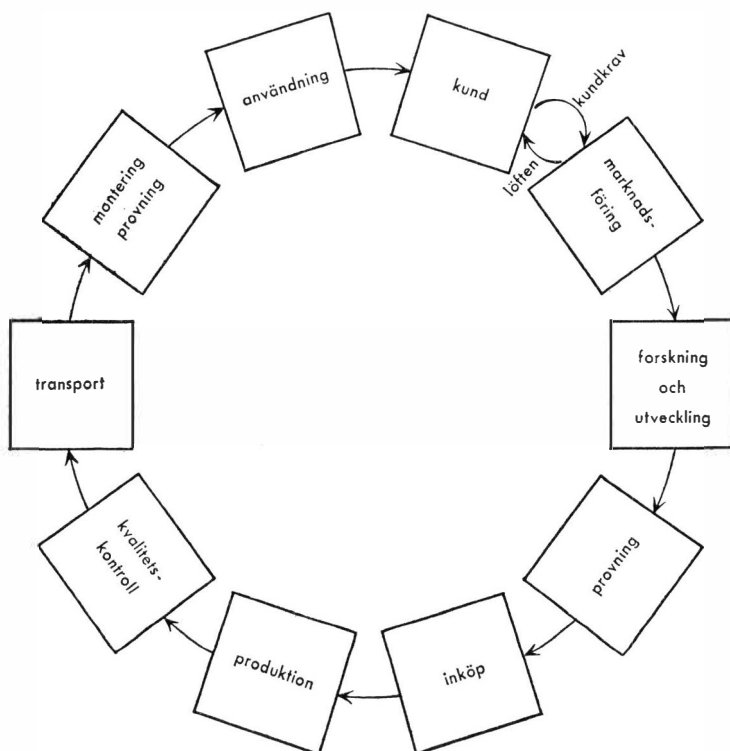 användning
kund
kundkrav
löften
marknads-
föring
forskning
och
utveckling
provning
inköp
produktion
kvalitets-
kontroll
transport
montering
provning